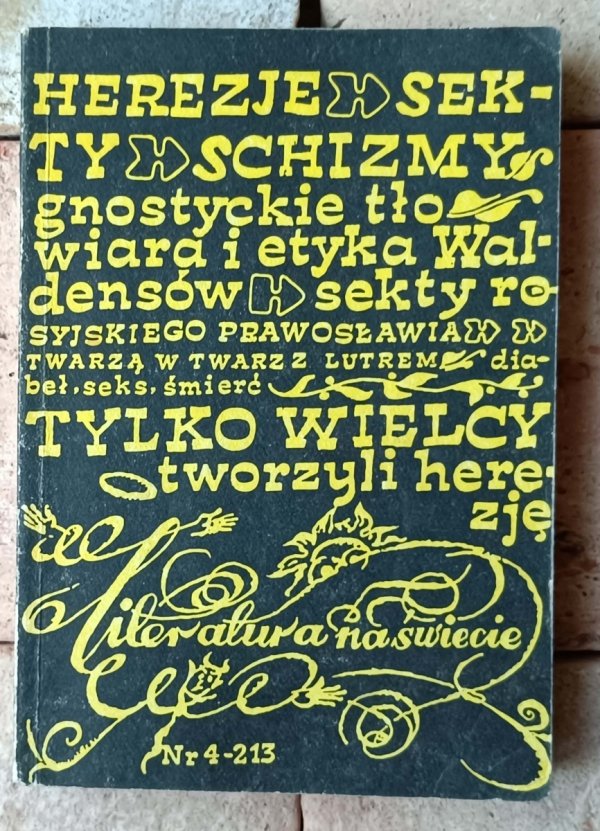 HEREZJE SEK-
TY SCHIZMY
gnostyckie tło
wiara i etyka Wal-
densów sekty ro-
SYJSKIEGO PRAWOSŁAWIA
TWARZĄ W TWARZ Z LUTREM dia-
beł, seks, śmierć
TYLKO WIELCY
tworzyli here-
zję
literatura na świecie
Nr 4-213